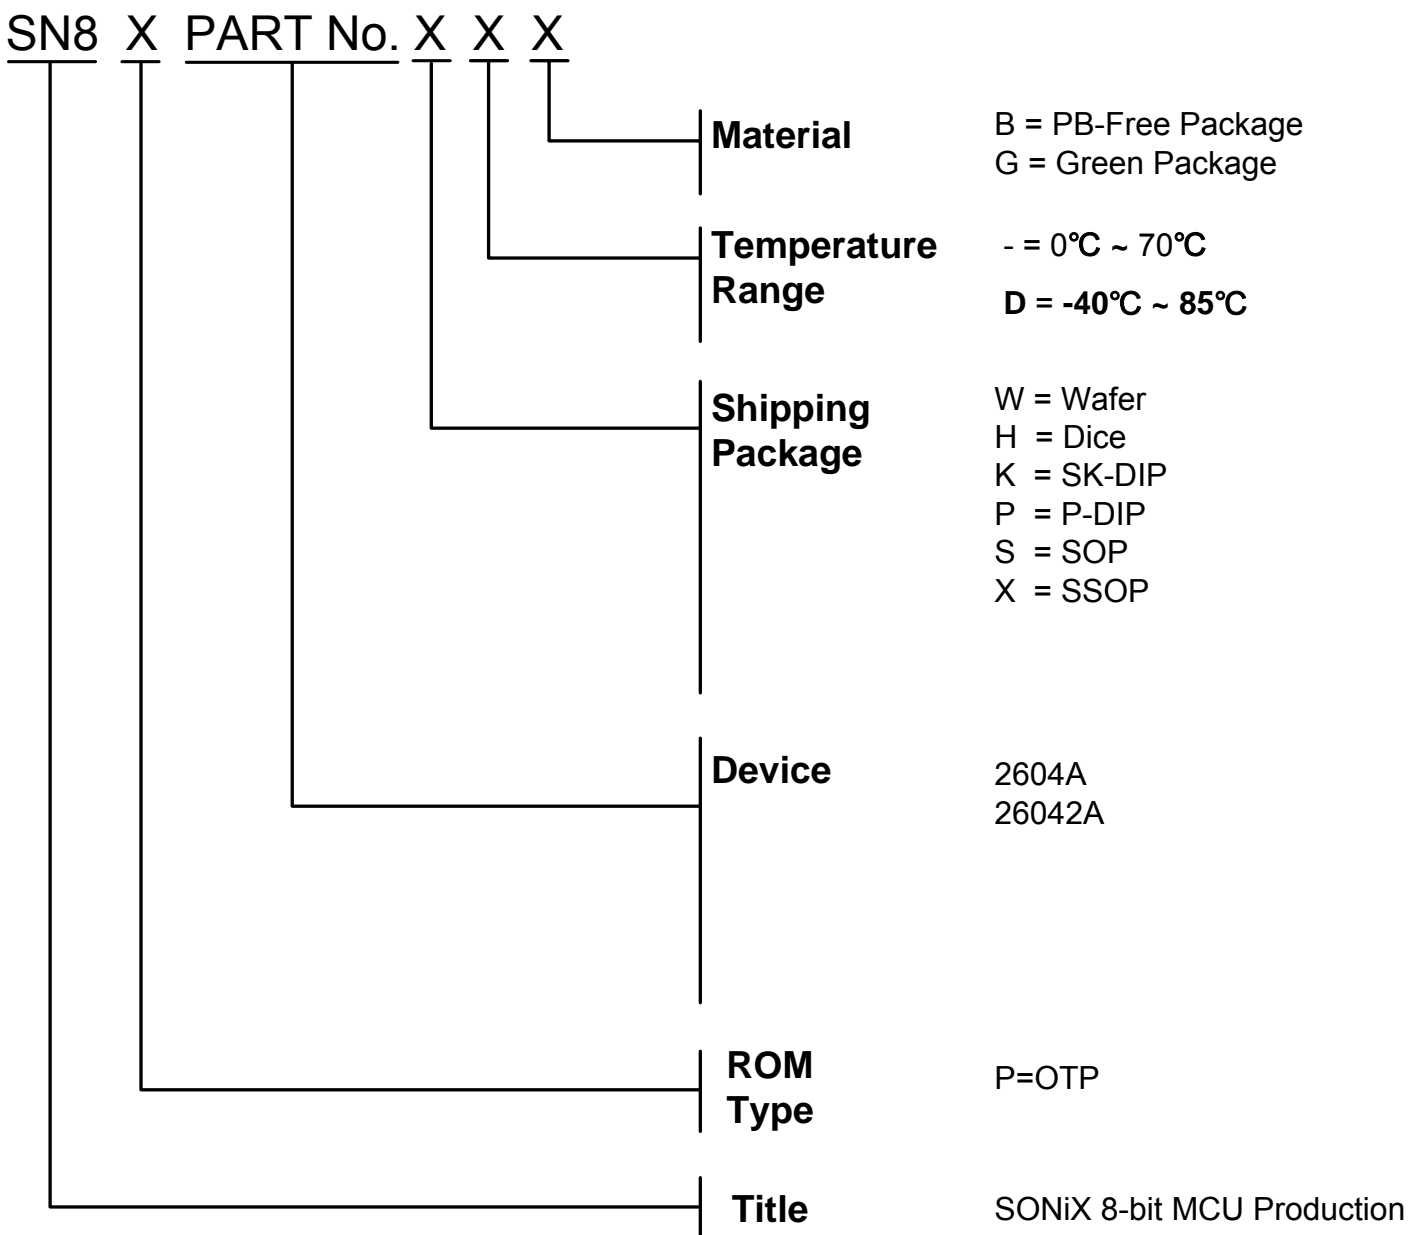 SN8 X PART No. X X X
Material
B = PB-Free Package
G = Green Package
Temperature
Range
- = 0℃ ~ 70℃
D = -40℃ ~ 85℃
Shipping
Package
W = Wafer
H = Dice
K = SK-DIP
P = P-DIP
S = SOP
X = SSOP
Device
2604A
26042A
ROM
Type
P=OTP
Title
SONiX 8-bit MCU Production